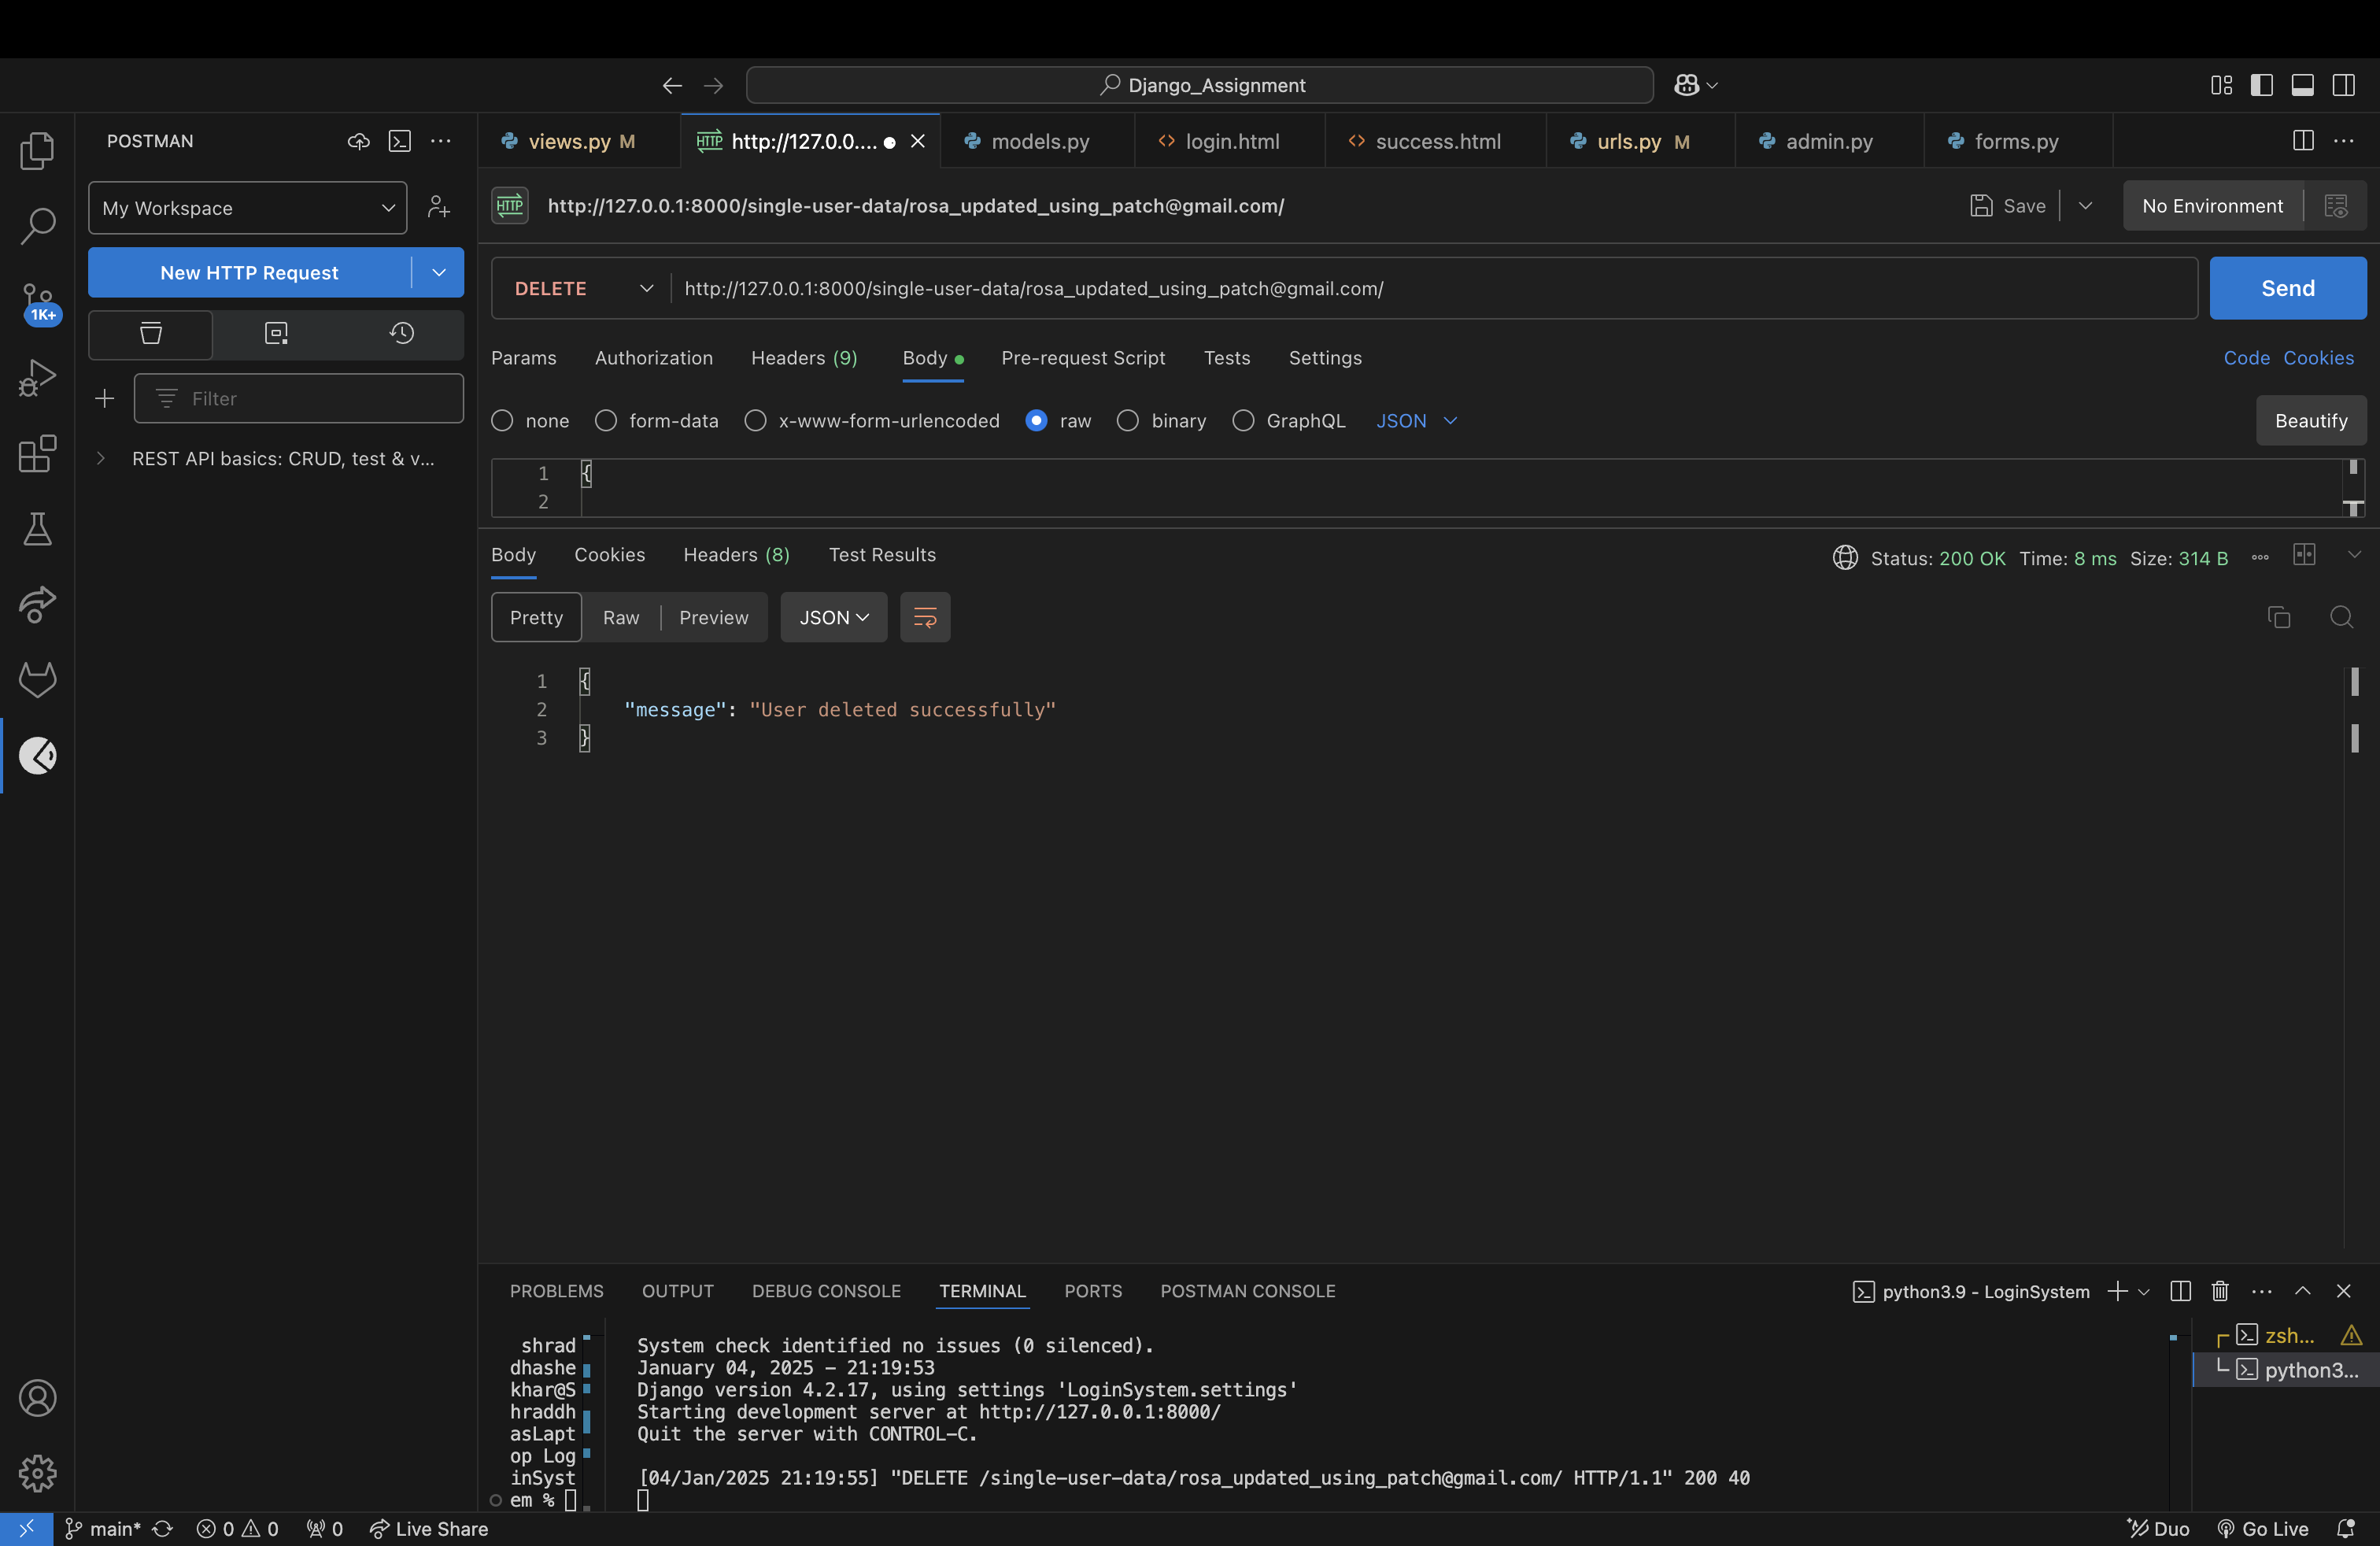 Django_Assignment
POSTMAN
views.py M
HTTP http://127.0.0....
models.py
login.html
success.html
urls.py M
admin.py
forms.py
My Workspace
HTTP http://127.0.0.1:8000/single-user-data/rosa_updated_using_patch@gmail.com/
Save
No Environment
New HTTP Request
DELETE http://127.0.0.1:8000/single-user-data/rosa_updated_using_patch@gmail.com/
Send
1K+
Params Authorization Headers (9) Body Pre-request Script Tests Settings
Code Cookies
Filter
none form-data x-www-form-urlencoded raw binary GraphQL JSON
Beautify
REST API basics: CRUD, test & v...
1 {
2
Body Cookies Headers (8) Test Results
Status: 200 OK Time: 8 ms Size: 314 B
Pretty Raw Preview JSON
1 {
2 "message": "User deleted successfully"
3 }
PROBLEMS OUTPUT DEBUG CONSOLE TERMINAL PORTS POSTMAN CONSOLE
python3.9 - LoginSystem
shrad
dhashe
khar@S
hraddh
asLapt
op Log
inSyst
em %
System check identified no issues (0 silenced).
January 04, 2025 - 21:19:53
Django version 4.2.17, using settings 'LoginSystem.settings'
Starting development server at http://127.0.0.1:8000/
Quit the server with CONTROL-C.
[04/Jan/2025 21:19:55] "DELETE /single-user-data/rosa_updated_using_patch@gmail.com/ HTTP/1.1" 200 40
zsh...
python3...
main* 0 0 0 Live Share
Duo Go Live